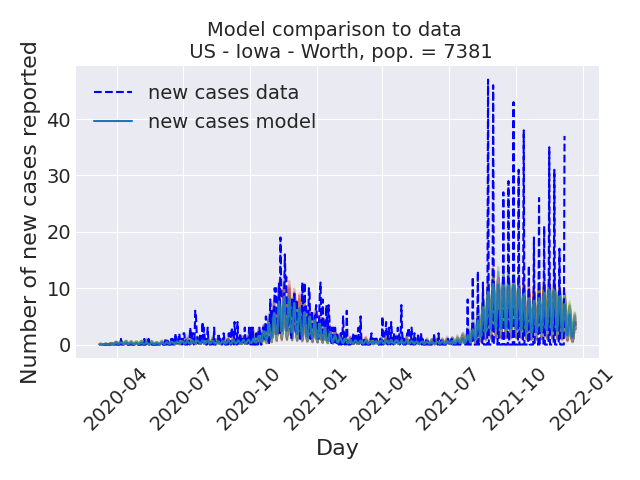 Model comparison to data
US - Iowa - Worth, pop. = 7381
Number of new cases reported
new cases data
new cases model
40
30
20
10
0
2020-04
2020-07
2020-10
2021-01
2021-04
2021-07
2021-10
2022-01
Day